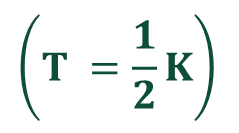 (T = 1/2 K)